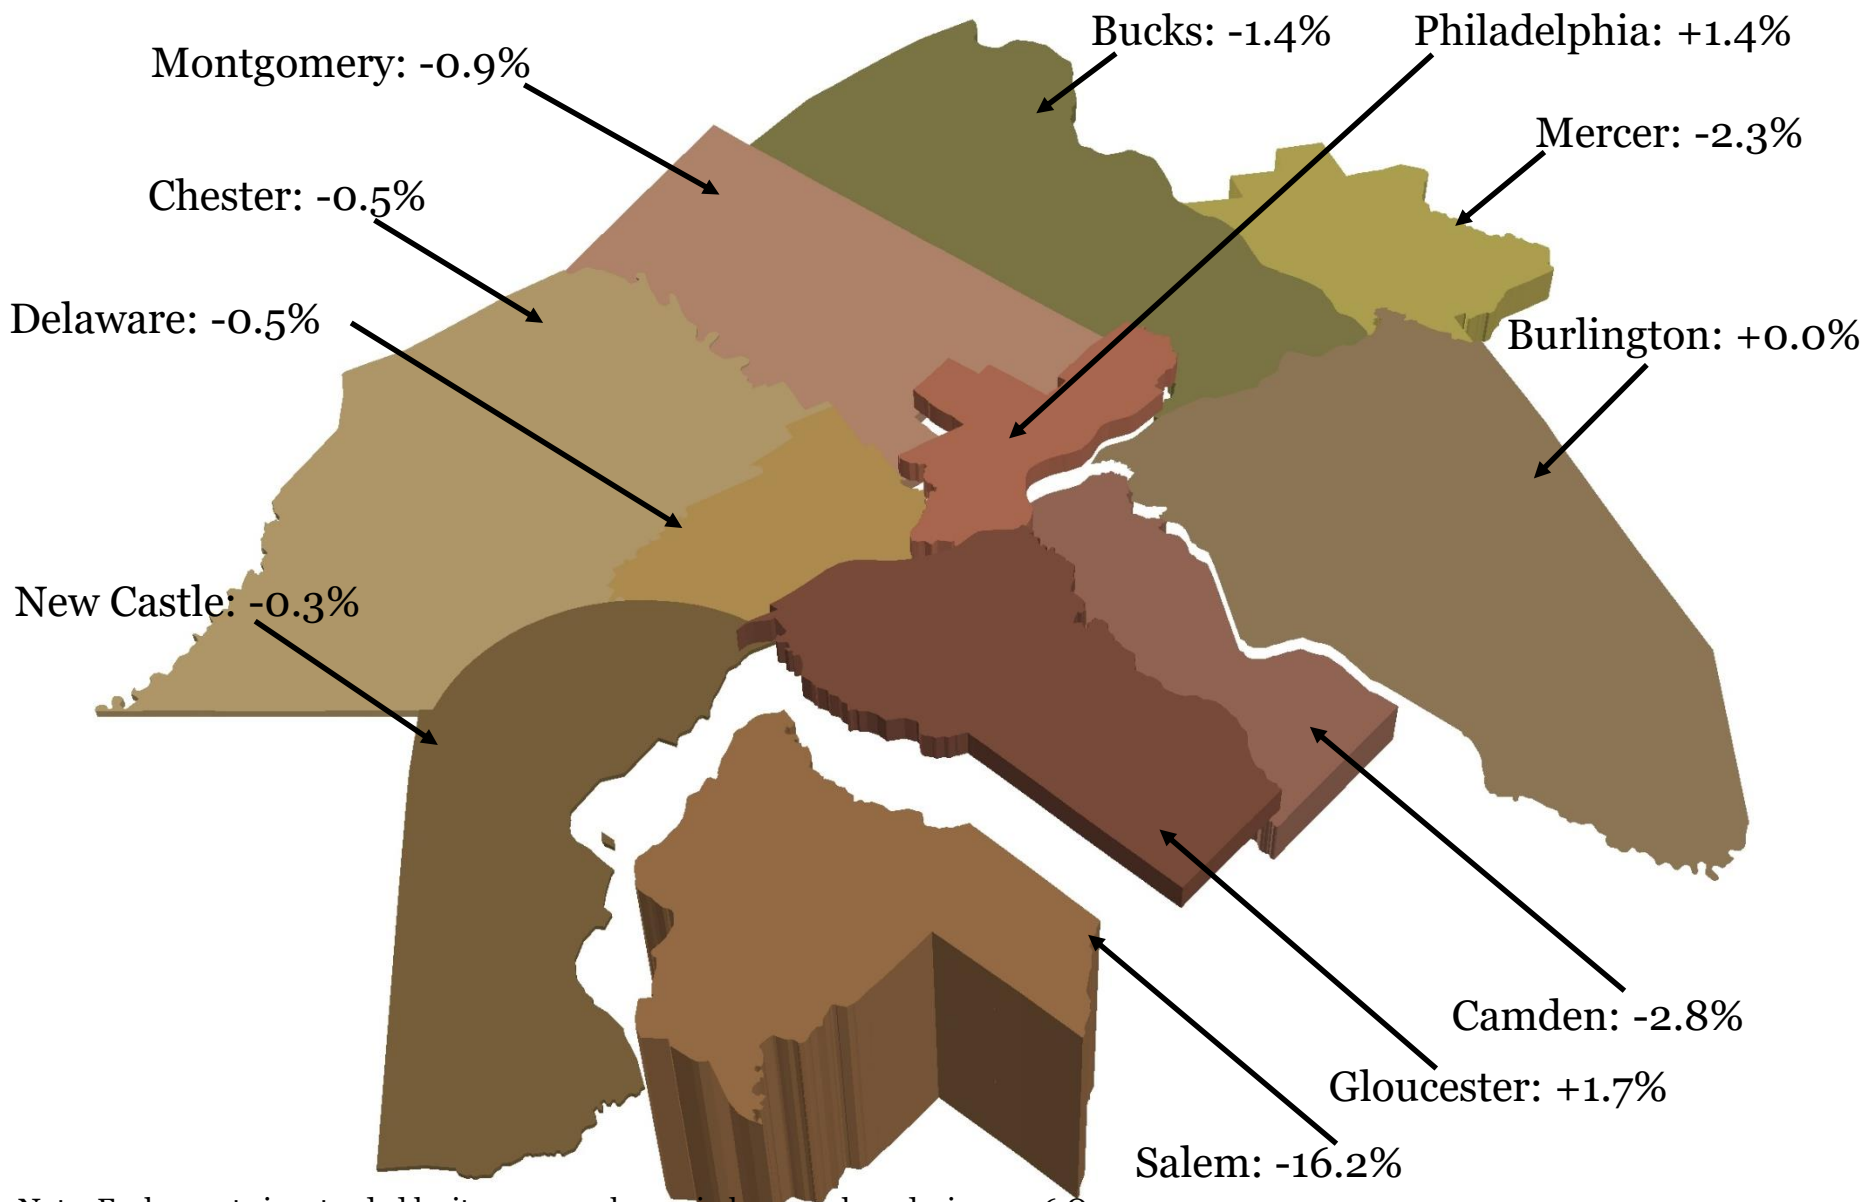 Bucks: -1.4%
Philadelphia: +1.4%
Montgomery: -0.9%
Mercer: -2.3%
Chester: -0.5%
Delaware: -0.5%
Burlington: +0.0%
New Castle: -0.3%
Camden: -2.8%
Gloucester: +1.7%
Salem: -16.2%